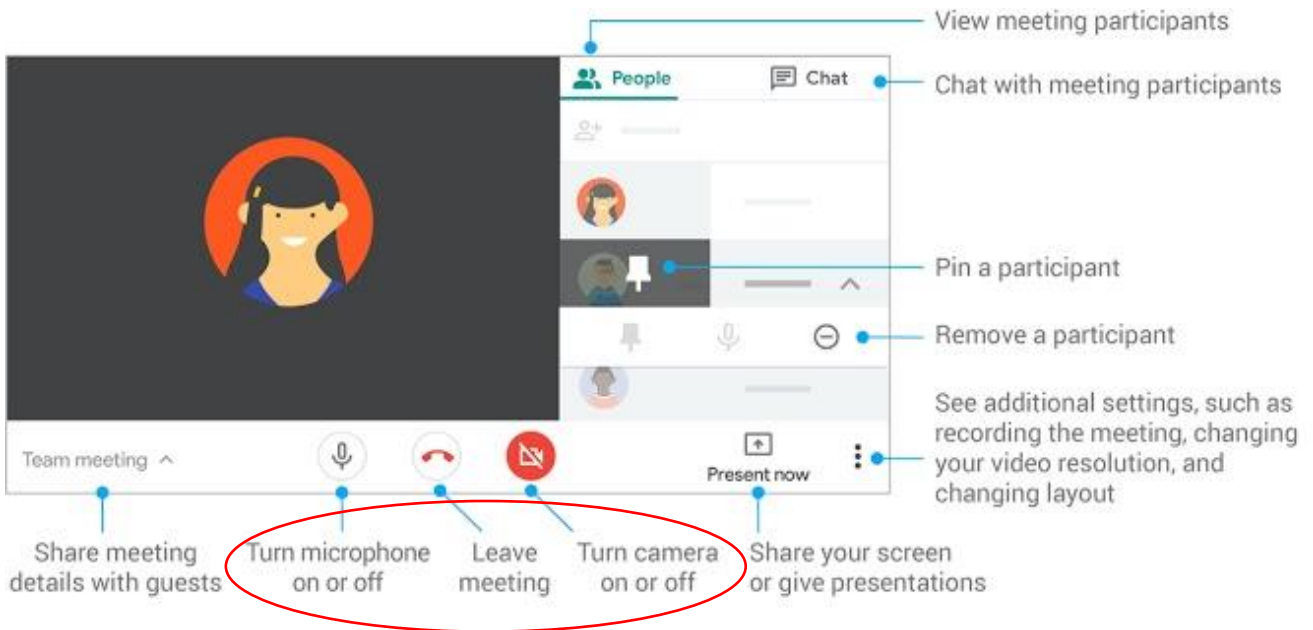 View meeting participants
People
Chat
Chat with meeting participants
Pin a participant
Remove a participant
See additional settings, such as
recording the meeting, changing
your video resolution, and
changing layout
Team meeting
Present now
Share meeting
details with guests
Turn microphone
on or off
Leave
meeting
Turn camera
on or off
Share your screen
or give presentations